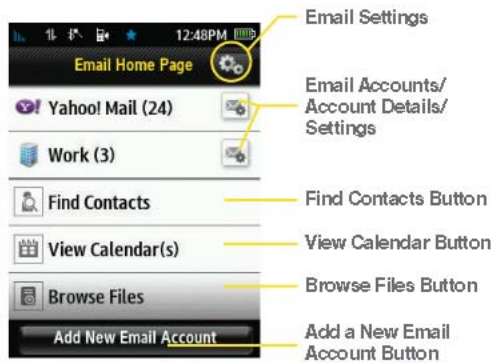 12:48PM
Email Home Page
Yahoo! Mail (24)
Work (3)
Find Contacts
View Calendar(s)
Browse Files
Add New Email Account
Email Settings
Email Accounts/
Account Details/
Settings
Find Contacts Button
View Calendar Button
Browse Files Button
Add a New Email
Account Button